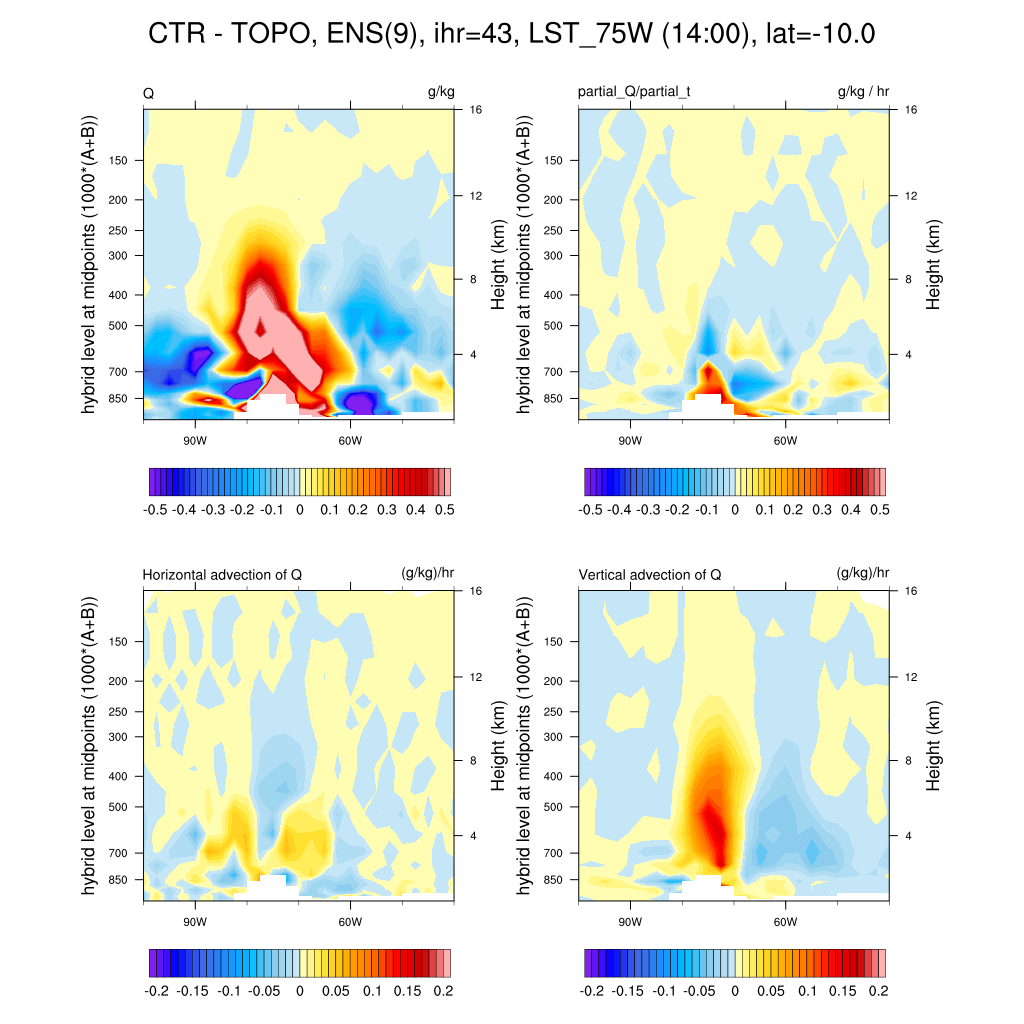 CTR - TOPO, ENS(9), ihr=43, LST_75W (14:00), lat=-10.0
Q g/kg
hybrid level at midpoints (1000*(A+B))
150
200
250
300
400
500
700
850
16
12
8
4
Height (km)
90W 60W
-0.5 -0.4 -0.3 -0.2 -0.1 0 0.1 0.2 0.3 0.4 0.5
partial_Q/partial_t g/kg / hr
hybrid level at midpoints (1000*(A+B))
150
200
250
300
400
500
700
850
16
12
8
4
Height (km)
90W 60W
-0.5 -0.4 -0.3 -0.2 -0.1 0 0.1 0.2 0.3 0.4 0.5
Horizontal advection of Q (g/kg)/hr
hybrid level at midpoints (1000*(A+B))
150
200
250
300
400
500
700
850
16
12
8
4
Height (km)
90W 60W
-0.2 -0.15 -0.1 -0.05 0 0.05 0.1 0.15 0.2
Vertical advection of Q (g/kg)/hr
hybrid level at midpoints (1000*(A+B))
150
200
250
300
400
500
700
850
16
12
8
4
Height (km)
90W 60W
-0.2 -0.15 -0.1 -0.05 0 0.05 0.1 0.15 0.2